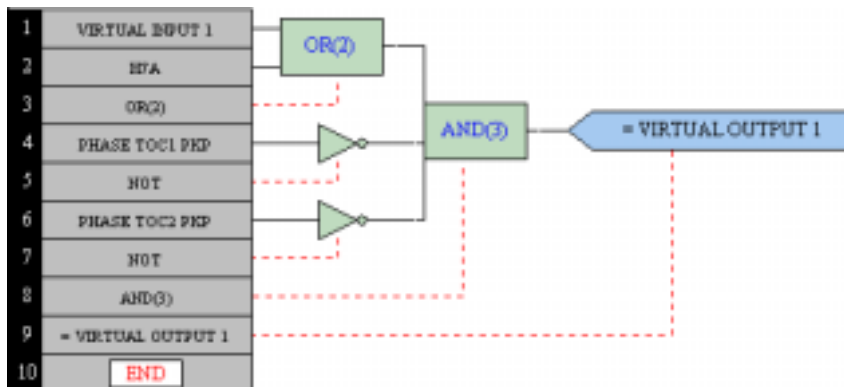 1 VIRTUAL INPUT 1
2 H7A
3 OR(2)
4 PHASE TOC1 PKP
5 NOT
6 PHASE TOC2 PKP
7 NOT
8 AND(3)
9 = VIRTUAL OUTPUT 1
10 END
OR(2)
AND(3)
= VIRTUAL OUTPUT 1